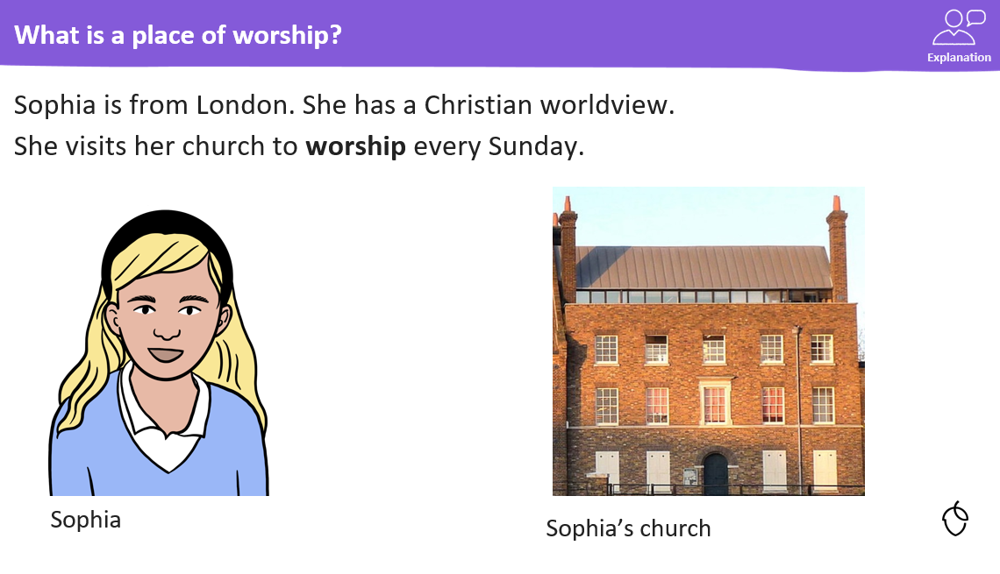 What is a place of worship?
Explanation
Sophia is from London. She has a Christian worldview.
She visits her church to worship every Sunday.
Sophia
Sophia’s church